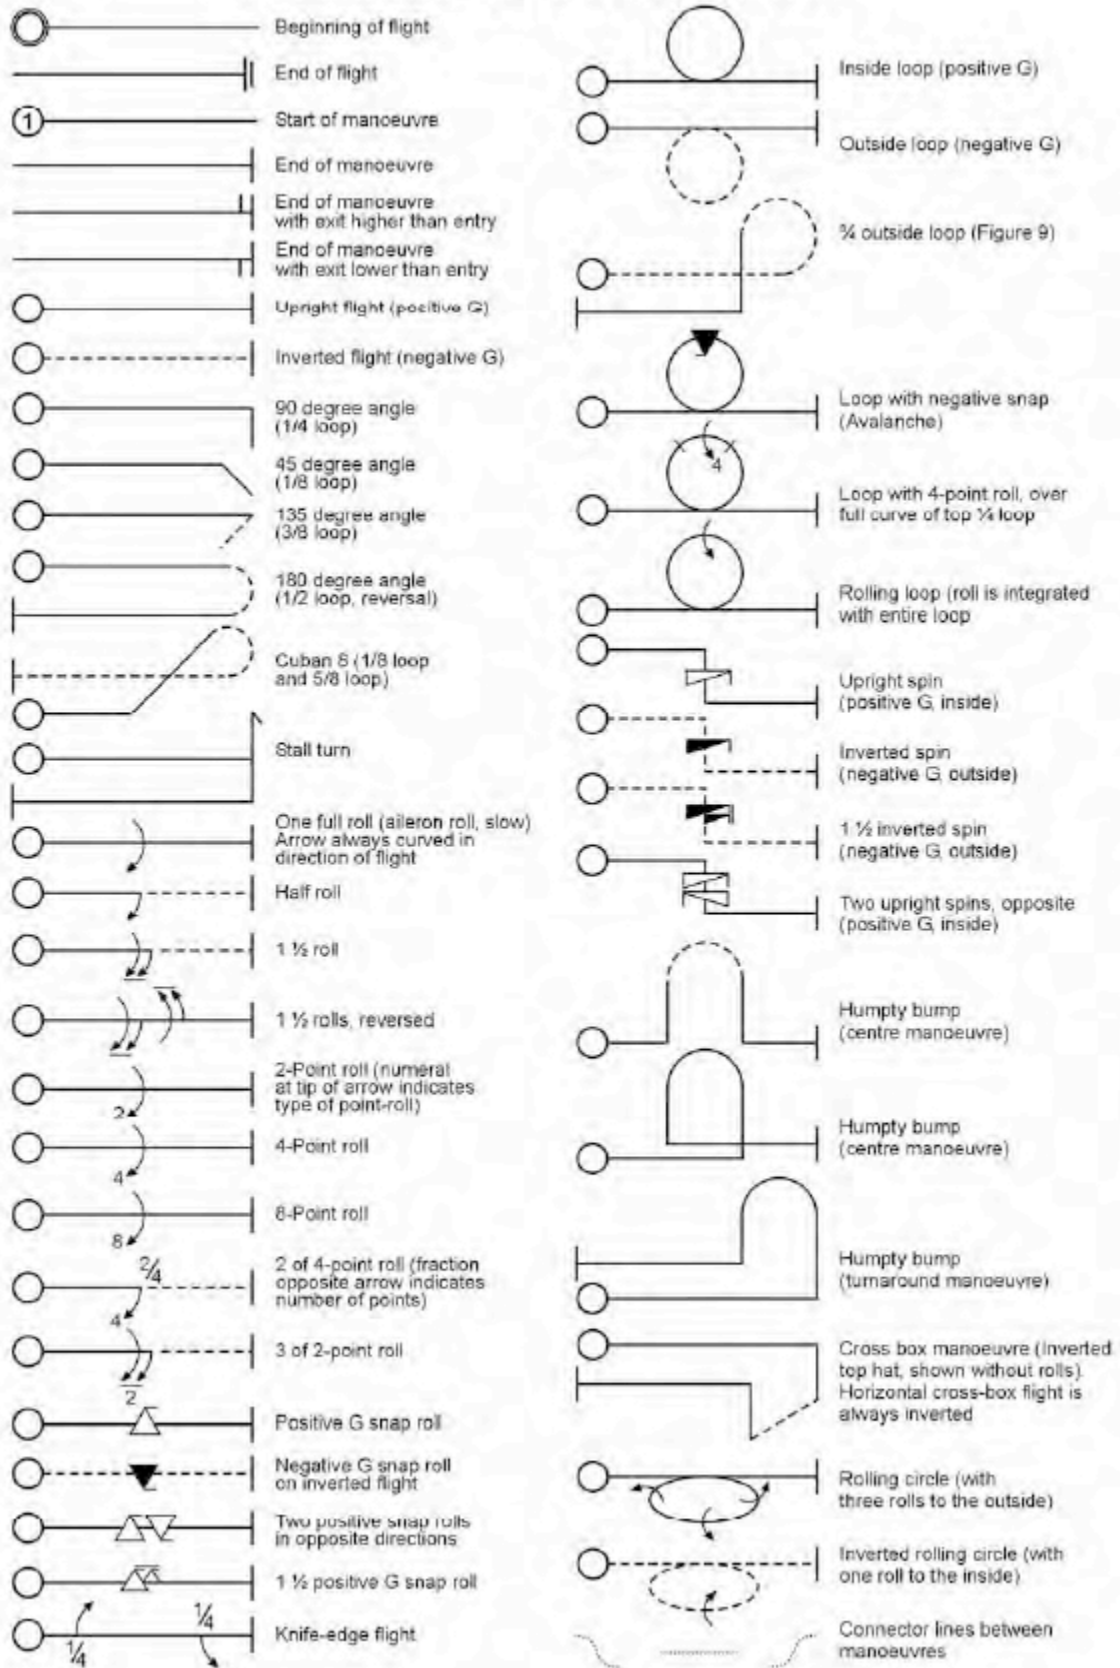 Beginning of flight
End of flight
1
Start of manoeuvre
End of manoeuvre
End of manoeuvre
with exit higher than entry
End of manoeuvre
with exit lower than entry
Upright flight (positive G)
Inverted flight (negative G)
90 degree angle
(1/4 loop)
45 degree angle
(1/8 loop)
135 degree angle
(3/8 loop)
180 degree angle
(1/2 loop, reversal)
Cuban 8 (1/8 loop
and 5/8 loop)
Stall turn
One full roll (aileron roll, slow)
Arrow always curved in
direction of flight
Half roll
1 ½ roll
1 ½ rolls, reversed
2-Point roll (numeral
at tip of arrow indicates
type of point-roll)
2
4-Point roll
4
8-Point roll
8
2/4
2 of 4-point roll (fraction
opposite arrow indicates
number of points)
4
3 of 2-point roll
2
Positive G snap roll
Negative G snap roll
on inverted flight
Two positive snap rolls
in opposite directions
1 ½ positive G snap roll
1/4
1/4
Knife-edge flight
Inside loop (positive G)
Outside loop (negative G)
¾ outside loop (Figure 9)
Loop with negative snap
(Avalanche)
4
Loop with 4-point roll, over
full curve of top ¼ loop
Rolling loop (roll is integrated
with entire loop
Upright spin
(positive G, inside)
Inverted spin
(negative G, outside)
1 ½ inverted spin
(negative G, outside)
Two upright spins, opposite
(positive G, inside)
Humpty bump
(centre manoeuvre)
Humpty bump
(centre manoeuvre)
Humpty bump
(turnaround manoeuvre)
Cross box manoeuvre (Inverted
top hat, shown without rolls)
Horizontal cross-box flight is
always inverted
Rolling circle (with
three rolls to the outside)
Inverted rolling circle (with
one roll to the inside)
Connector lines between
manoeuvres